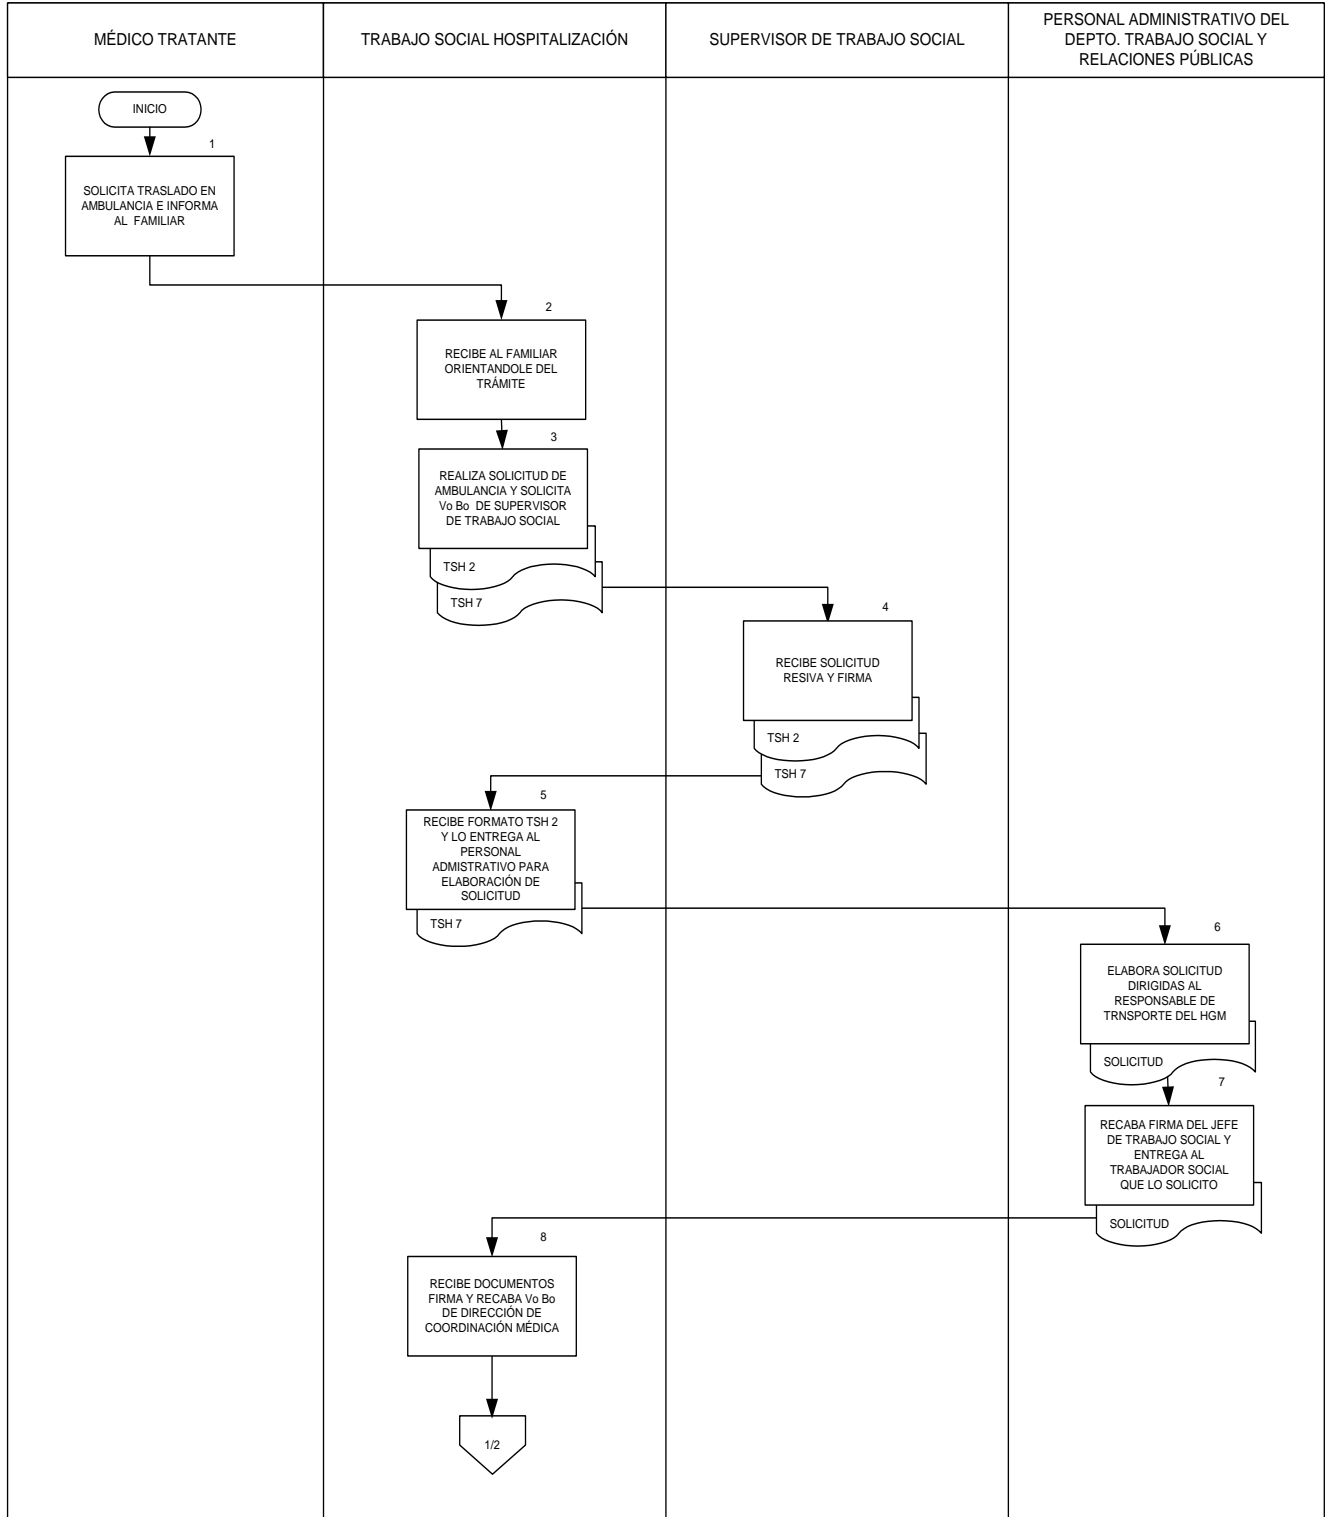 MÉDICO TRATANTE
TRABAJO SOCIAL HOSPITALIZACIÓN
SUPERVISOR DE TRABAJO SOCIAL
PERSONAL ADMINISTRATIVO DEL
DEPTO. TRABAJO SOCIAL Y
RELACIONES PÚBLICAS
INICIO
1
SOLICITA TRASLADO EN
AMBULANCIA E INFORMA
AL FAMILIAR
2
RECIBE AL FAMILIAR
ORIENTANDOLE DEL
TRÁMITE
3
REALIZA SOLICITUD DE
AMBULANCIA Y SOLICITA
Vo Bo DE SUPERVISOR
DE TRABAJO SOCIAL
TSH 2
TSH 7
4
RECIBE SOLICITUD
RESIVA Y FIRMA
TSH 2
TSH 7
5
RECIBE FORMATO TSH 2
Y LO ENTREGA AL
PERSONAL
ADMISTRATIVO PARA
ELABORACIÓN DE
SOLICITUD
TSH 7
6
ELABORA SOLICITUD
DIRIGIDAS AL
RESPONSABLE DE
TRNSPORTE DEL HGM
SOLICITUD
7
RECABA FIRMA DEL JEFE
DE TRABAJO SOCIAL Y
ENTREGA AL
TRABAJADOR SOCIAL
QUE LO SOLICITO
SOLICITUD
8
RECIBE DOCUMENTOS
FIRMA Y RECABA Vo Bo
DE DIRECCIÓN DE
COORDINACIÓN MÉDICA
1/2